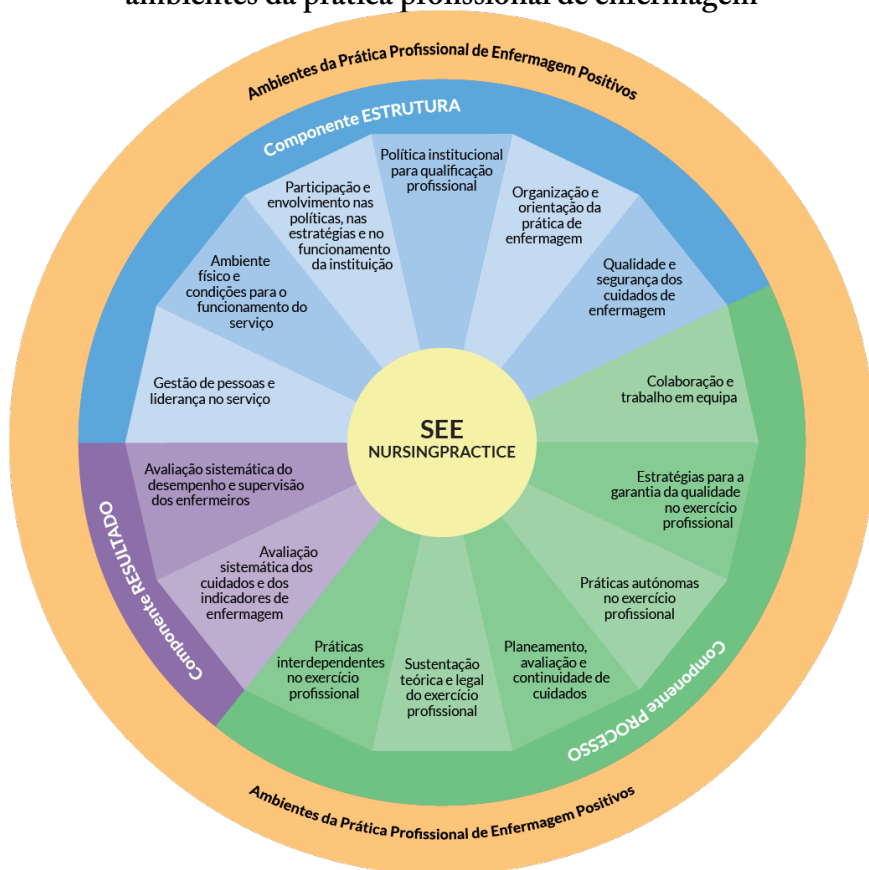 ambientes da prática profissional de enfermagem
Ambientes da Prática Profissional de Enfermagem Positivos
Componente ESTRUTURA
Política institucional
para qualificação
profissional
Participação e
envolvimento nas
políticas, nas
estratégias e no
funcionamento
da instituição
Organização e
orientação da
prática de
enfermagem
Ambiente
físico e
condições para o
funcionamento do
serviço
Qualidade e
segurança dos
cuidados de
enfermagem
Gestão de pessoas e
liderança no serviço
Colaboração e
trabalho em equipa
SEE
NURSINGPRACTICE
Avaliação sistemática do
desempenho e supervisão
dos enfermeiros
Estratégias para a
garantia da qualidade
no exercício
profissional
Componente RESULTADO
Avaliação
sistemática dos
cuidados e dos
indicadores de
enfermagem
Práticas autónomas
no exercício
profissional
Práticas
interdependentes
no exercício
profissional
Sustentação
teórica e legal
do exercício
profissional
Planeamento,
avaliação e
continuidade de
cuidados
Componente PROCESSO
Ambientes da Prática Profissional de Enfermagem Positivos